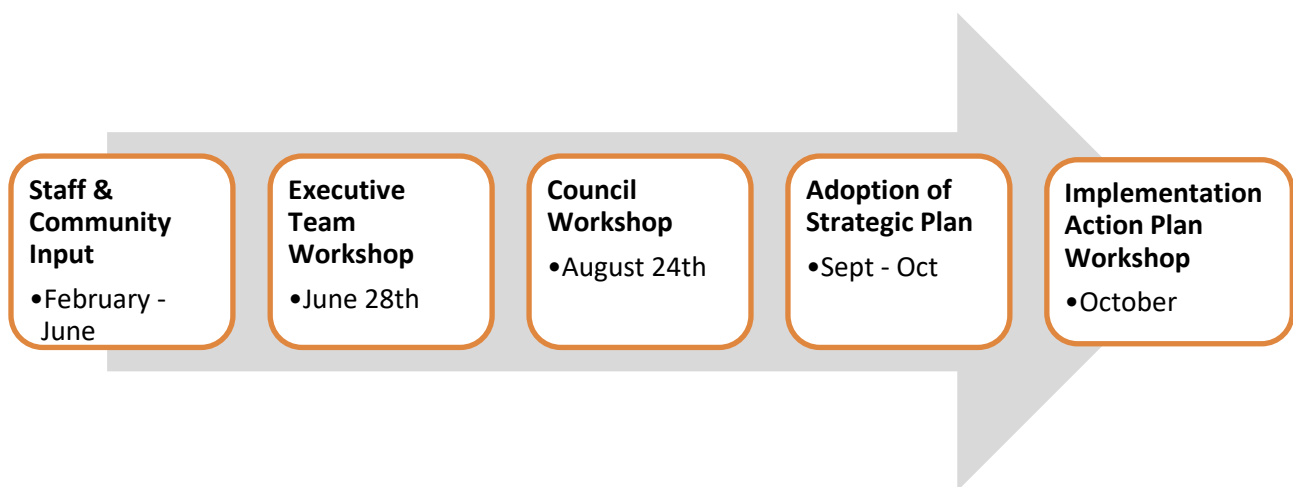 Staff &
Community
Input
•February -
June
Executive
Team
Workshop
•June 28th
Council
Workshop
•August 24th
Adoption of
Strategic Plan
•Sept - Oct
Implementation
Action Plan
Workshop
•October